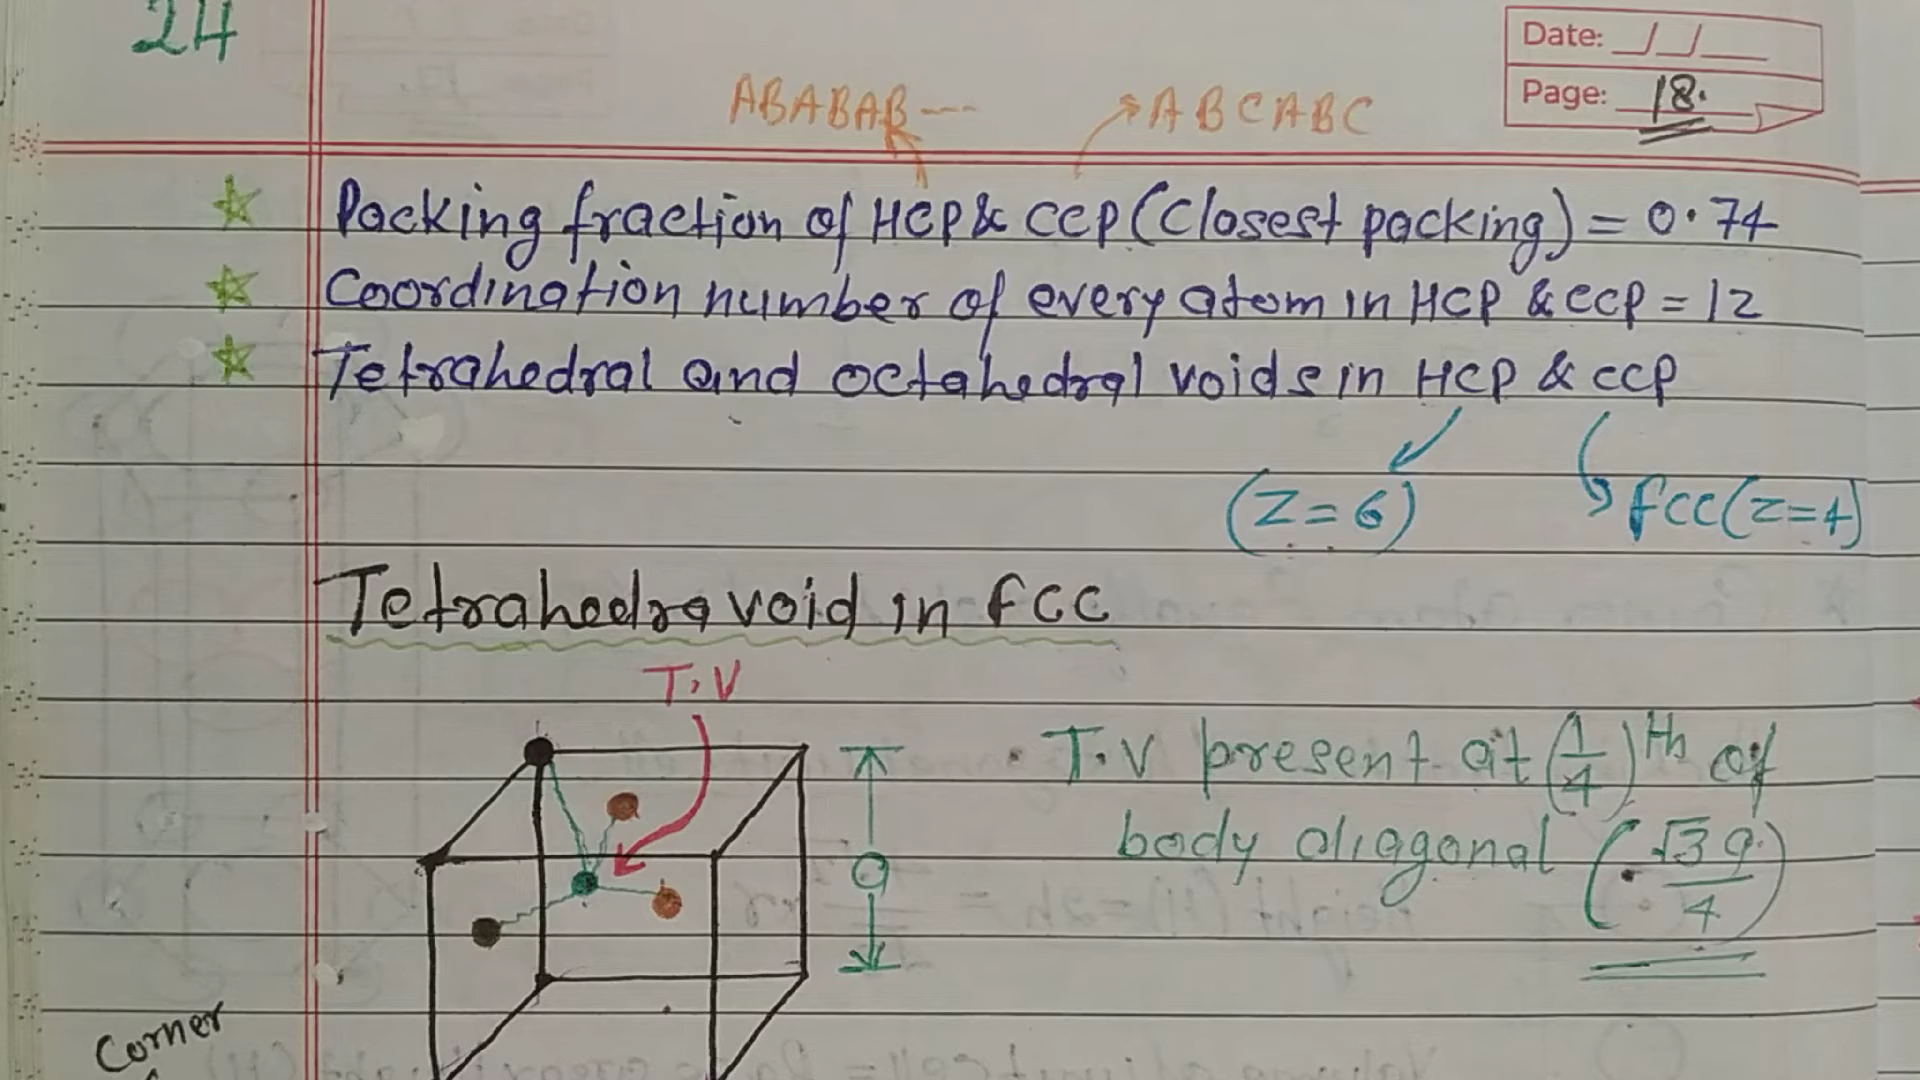 24
Date: _/_/___
Page: 18.
ABABAB---
ABCABC
Packing fraction of HCP & CCP (Closest packing) = 0.74
Coordination number of every atom in HCP & CCP = 12
Tetrahedral and octahedral voids in HCP & CCP
(Z=6)
FCC(Z=4)
Tetrahedra void in FCC
T.V
a
T.V present at (1/4)th of
body diagonal (√3a/4)
Corner